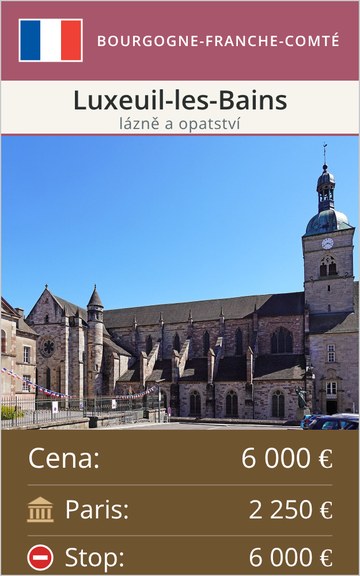 BOURGOGNE-FRANCHE-COMTÉ
Luxeuil-les-Bains
lázně a opatství
Cena: 6 000 €
Paris: 2 250 €
Stop: 6 000 €